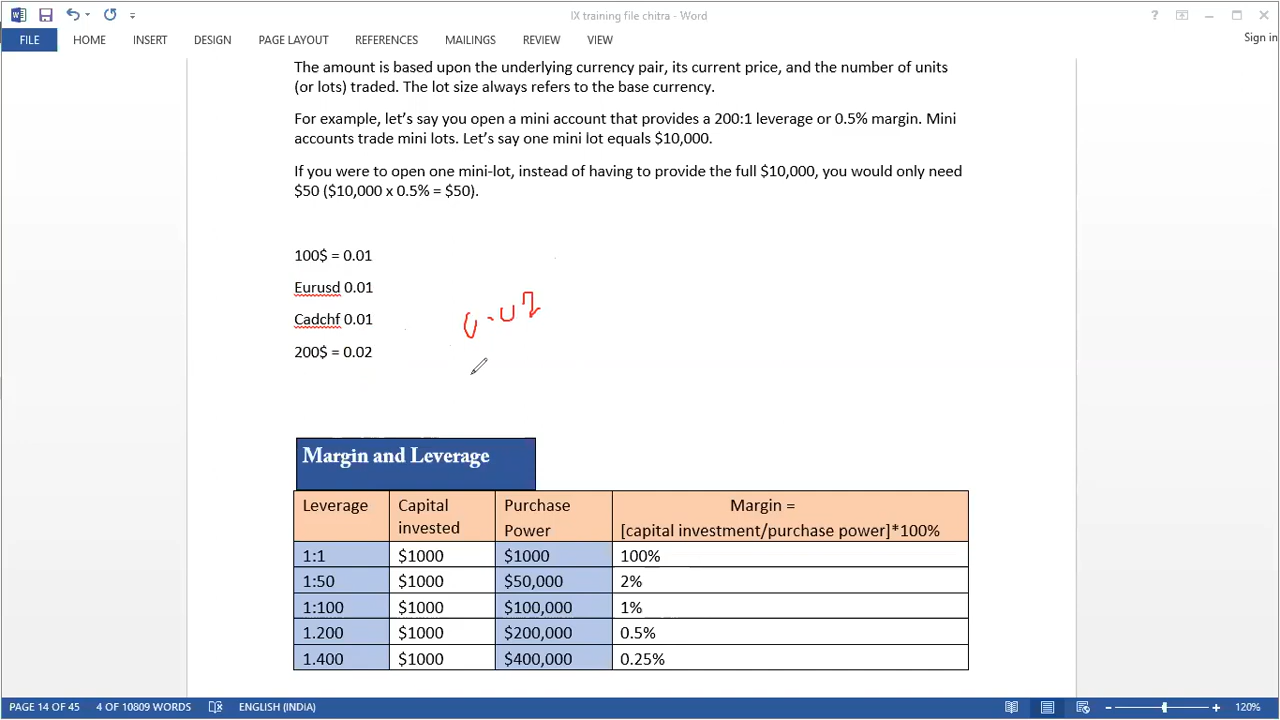 IX training file chitra - Word
Sign in
FILE HOME INSERT DESIGN PAGE LAYOUT REFERENCES MAILINGS REVIEW VIEW
The amount is based upon the underlying currency pair, its current price, and the number of units
(or lots) traded. The lot size always refers to the base currency.
For example, let's say you open a mini account that provides a 200:1 leverage or 0.5% margin. Mini
accounts trade mini lots. Let's say one mini lot equals $10,000.
If you were to open one mini-lot, instead of having to provide the full $10,000, you would only need
$50 ($10,000 x 0.5% = $50).
100$ = 0.01
Eurusd 0.01
Cadchf 0.01
200$ = 0.02
Margin and Leverage
Leverage Capital invested Purchase Power Margin = [capital investment/purchase power]*100%
1:1 $1000 $1000 100%
1:50 $1000 $50,000 2%
1:100 $1000 $100,000 1%
1.200 $1000 $200,000 0.5%
1.400 $1000 $400,000 0.25%
PAGE 14 OF 45 4 OF 10809 WORDS ENGLISH (INDIA) 120%